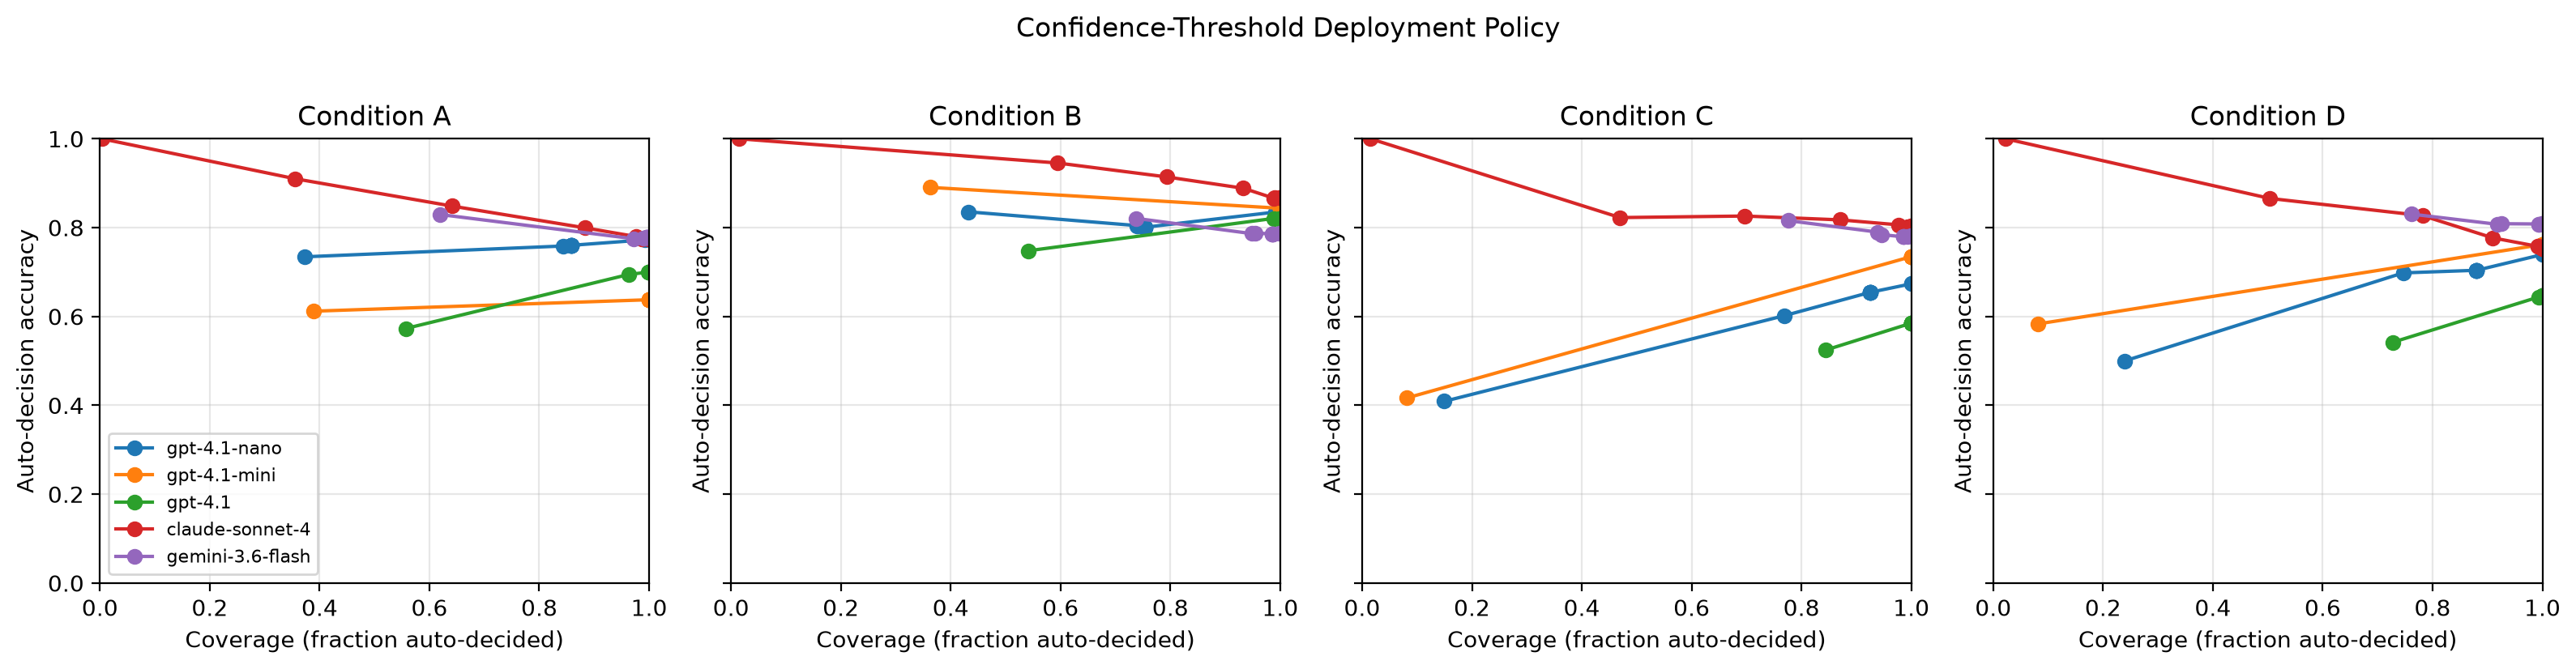 Confidence-Threshold Deployment Policy
Condition A
Condition B
Condition C
Condition D
Auto-decision accuracy
1.0
0.8
0.6
0.4
0.2
0.0
gpt-4.1-nano
gpt-4.1-mini
gpt-4.1
claude-sonnet-4
gemini-3.6-flash
0.0 0.2 0.4 0.6 0.8 1.0
Coverage (fraction auto-decided)
Auto-decision accuracy
0.0 0.2 0.4 0.6 0.8 1.0
Coverage (fraction auto-decided)
Auto-decision accuracy
0.0 0.2 0.4 0.6 0.8 1.0
Coverage (fraction auto-decided)
Auto-decision accuracy
0.0 0.2 0.4 0.6 0.8 1.0
Coverage (fraction auto-decided)